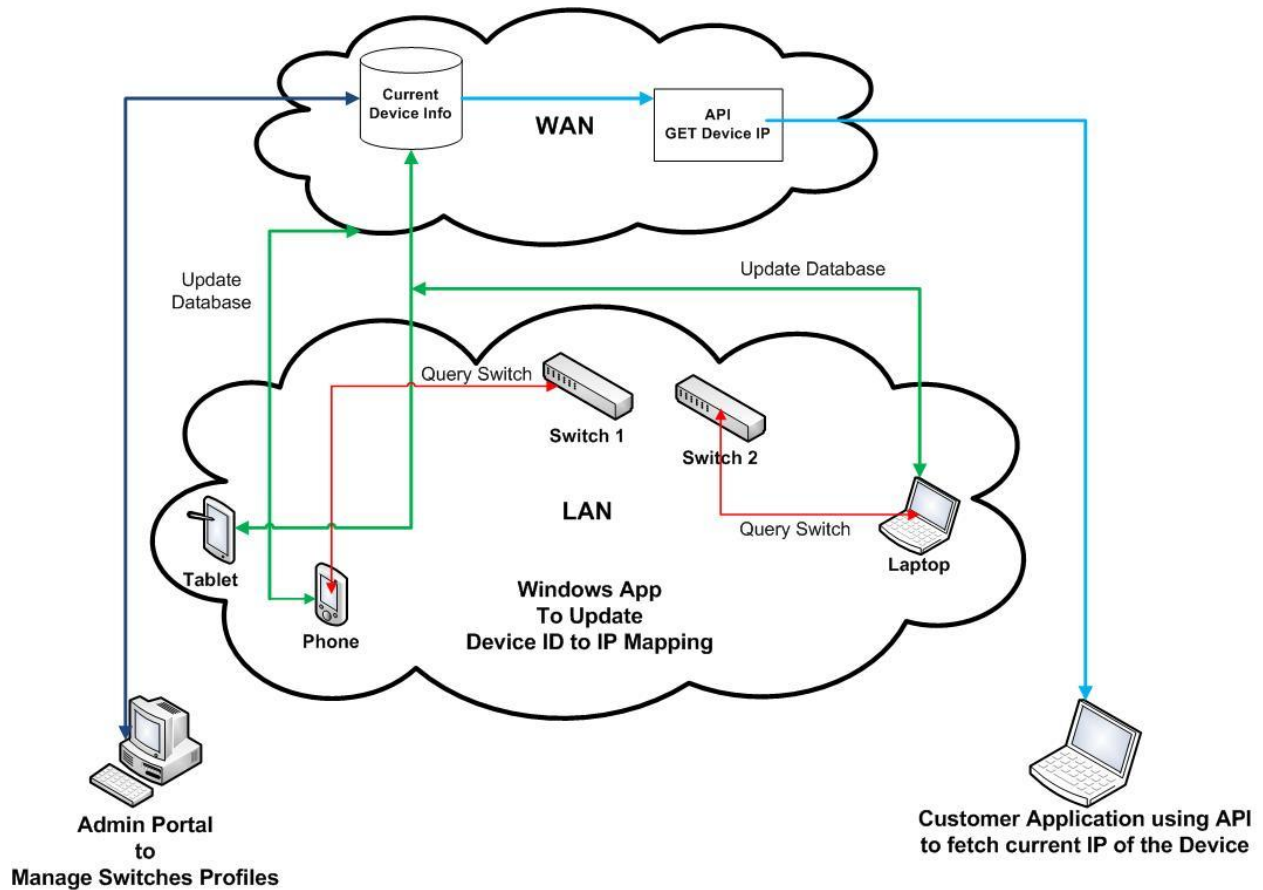 Current
Device Info
WAN
API
GET Device IP
Update
Database
Update Database
Query Switch
Switch 1
Switch 2
LAN
Query Switch
Tablet
Laptop
Phone
Windows App
To Update
Device ID to IP Mapping
Admin Portal
to
Manage Switches Profiles
Customer Application using API
to fetch current IP of the Device